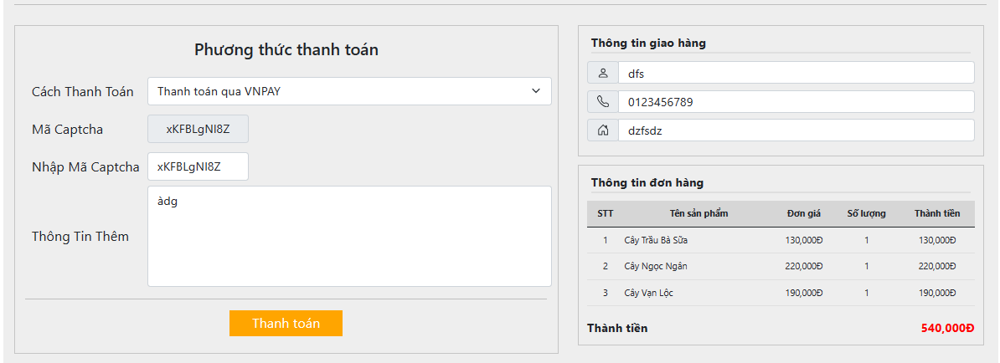 Phương thức thanh toán
Cách Thanh Toán Thanh toán qua VNPAY
Mã Captcha xKFBLgNI8Z
Nhập Mã Captcha xKFBLgNI8Z
Thông Tin Thêm àdg
Thanh toán
Thông tin giao hàng
dfs
0123456789
dzfsdz
Thông tin đơn hàng
STT Tên sản phẩm Đơn giá Số lượng Thành tiền
1 Cây Trầu Bà Sữa 130,000Đ 1 130,000Đ
2 Cây Ngọc Ngân 220,000Đ 1 220,000Đ
3 Cây Vạn Lộc 190,000Đ 1 190,000Đ
Thành tiền 540,000Đ